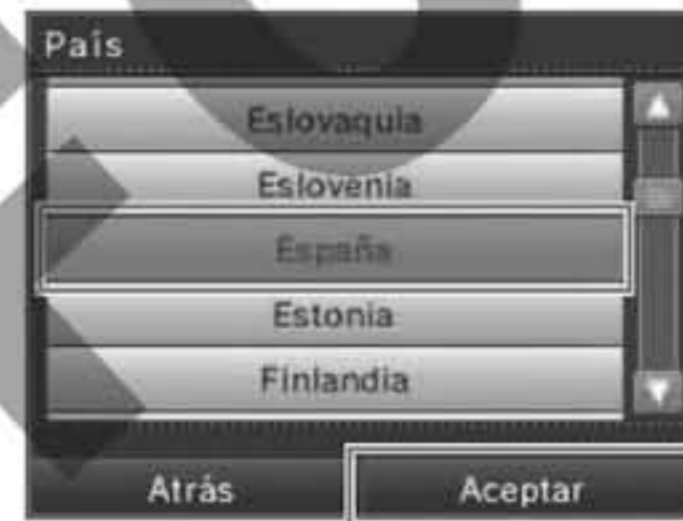 País
Eslovaquia
Eslovenia
España
Estonia
Finlandia
Atrás
Aceptar